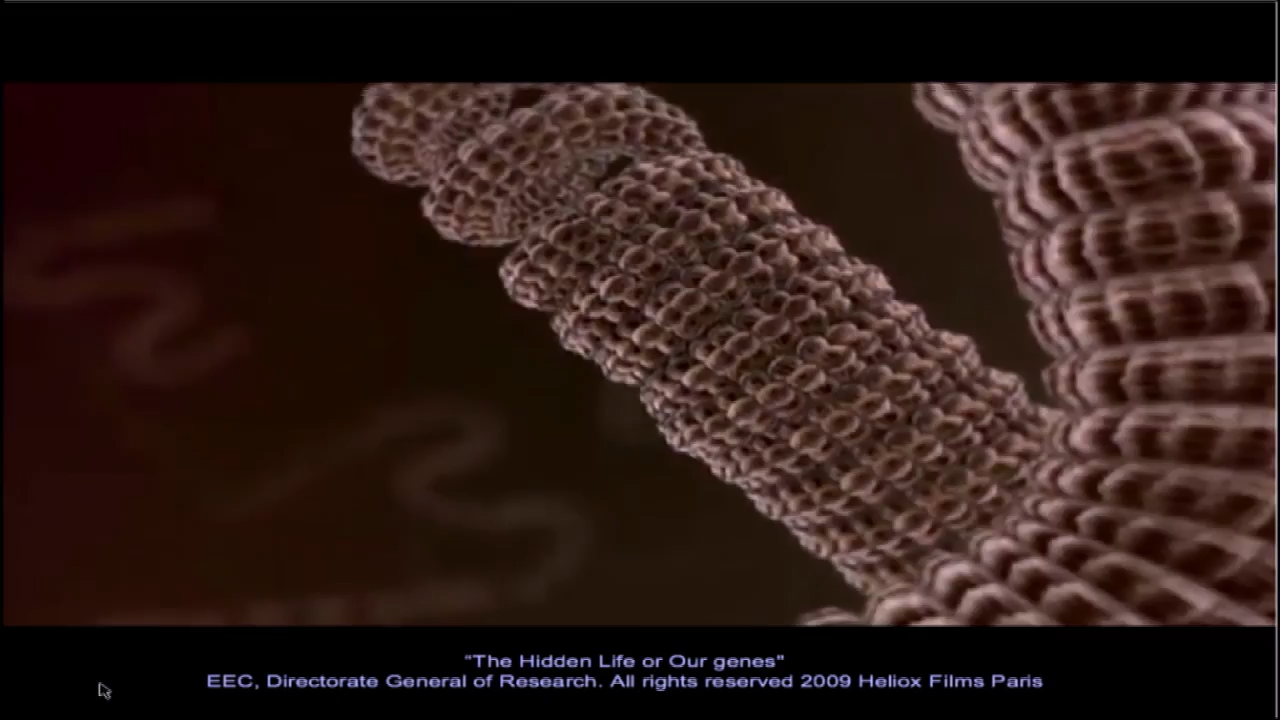 “The Hidden Life or Our genes"
EEC, Directorate General of Research. All rights reserved 2009 Heliox Films Paris